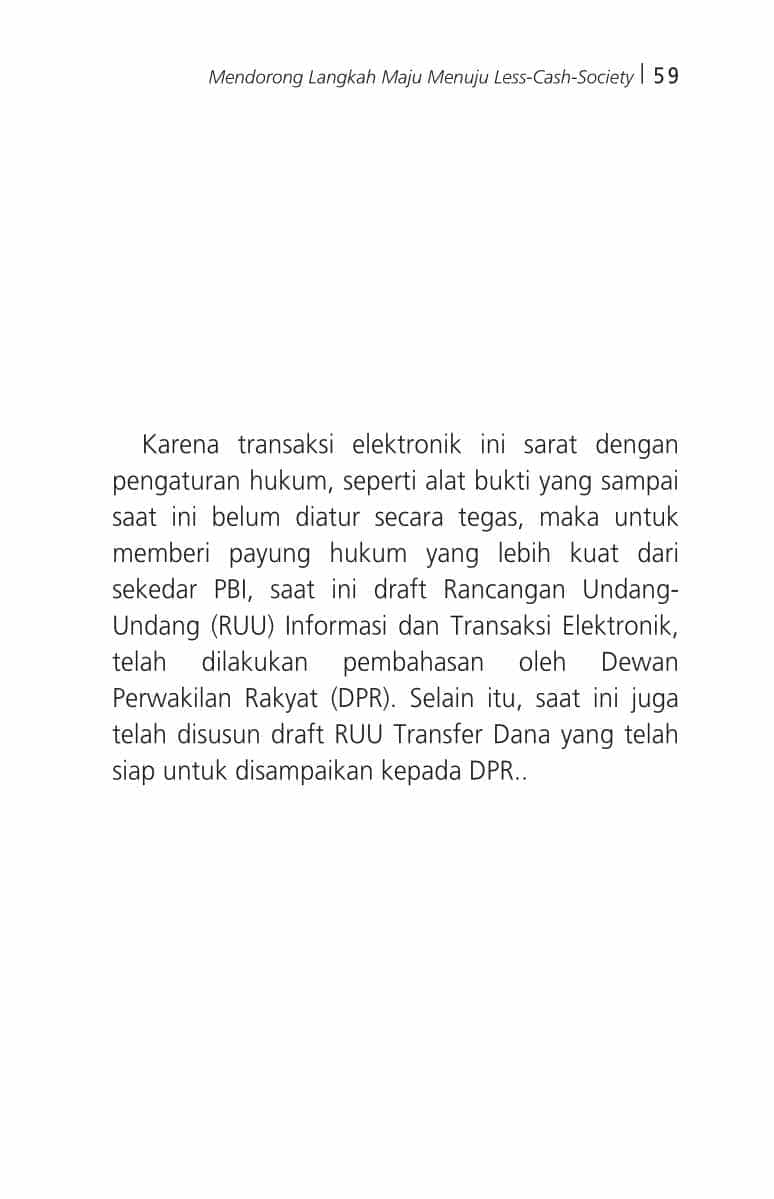 Mendorong Langkah Maju Menuju Less-Cash-Society | 59
Karena transaksi elektronik ini sarat dengan
pengaturan hukum, seperti alat bukti yang sampai
saat ini belum diatur secara tegas, maka untuk
memberi payung hukum yang lebih kuat dari
sekedar PBI, saat ini draft Rancangan Undang-
Undang (RUU) Informasi dan Transaksi Elektronik,
telah dilakukan pembahasan oleh Dewan
Perwakilan Rakyat (DPR). Selain itu, saat ini juga
telah disusun draft RUU Transfer Dana yang telah
siap untuk disampaikan kepada DPR..